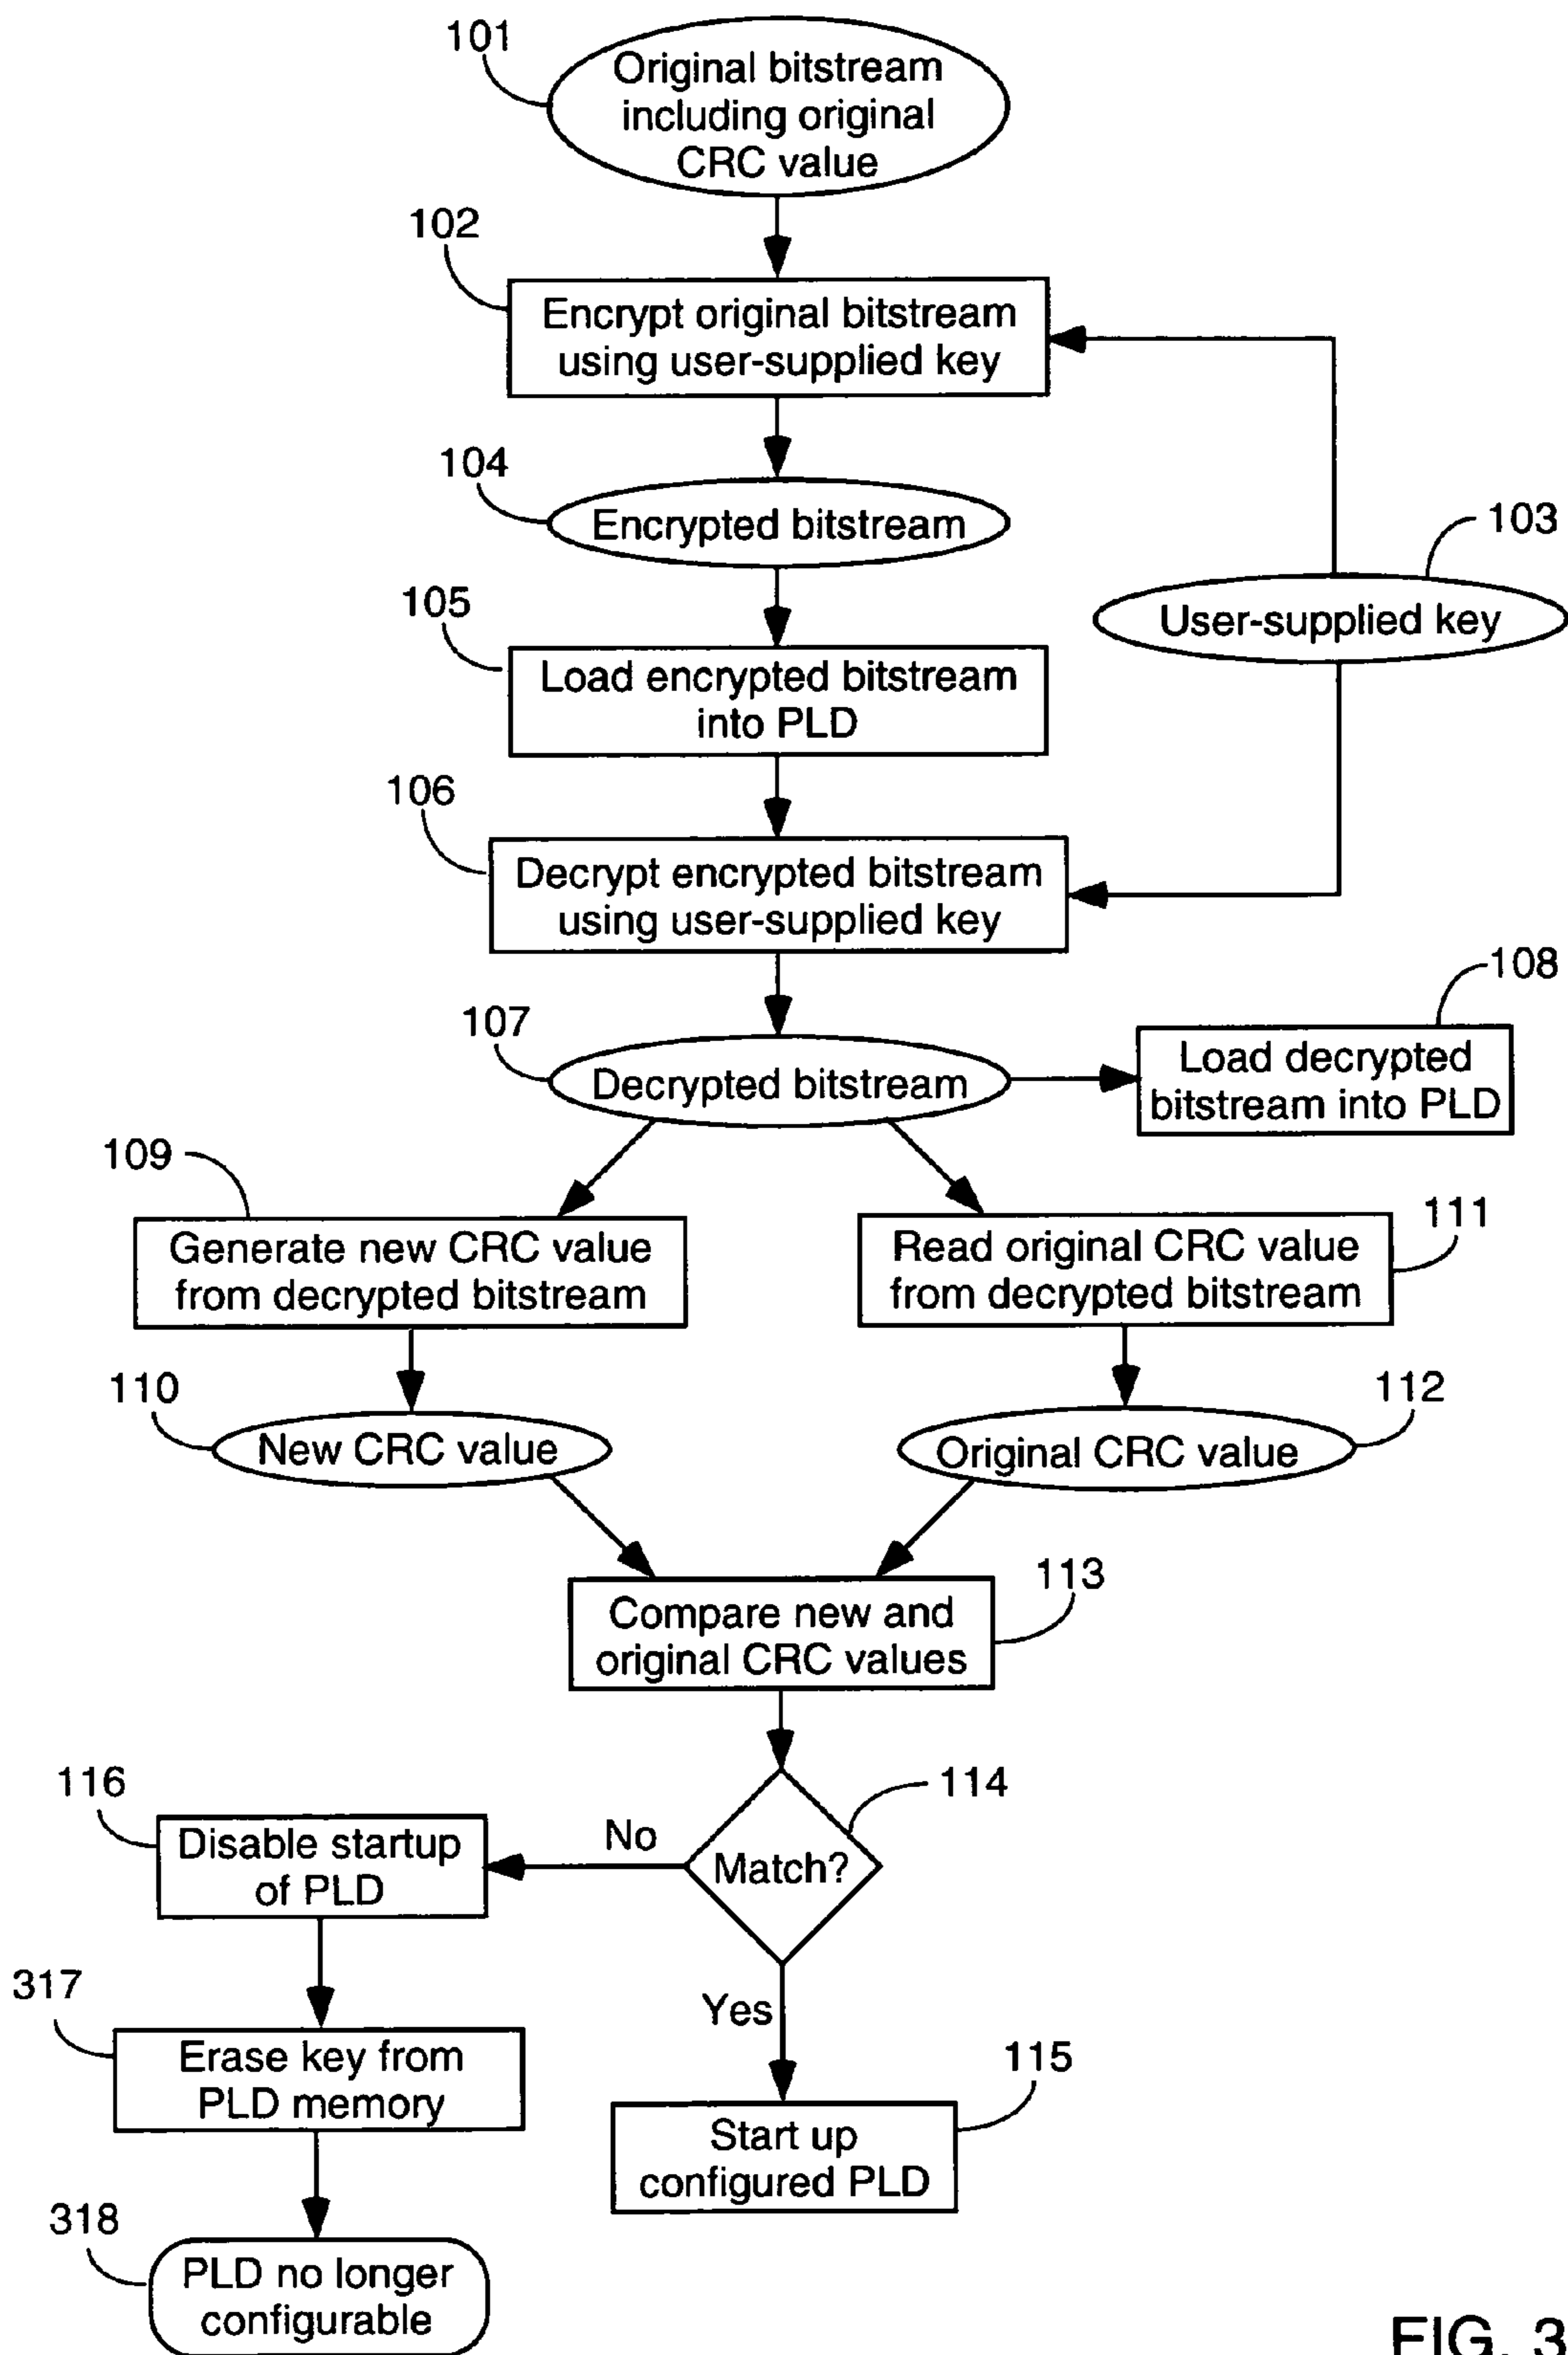 101
Original bitstream
including original
CRC value
102
Encrypt original bitstream
using user-supplied key
104
Encrypted bitstream
103
User-supplied key
105
Load encrypted bitstream
into PLD
106
Decrypt encrypted bitstream
using user-supplied key
108
Load decrypted
bitstream into PLD
107
Decrypted bitstream
109
Generate new CRC value
from decrypted bitstream
111
Read original CRC value
from decrypted bitstream
110
New CRC value
112
Original CRC value
113
Compare new and
original CRC values
114
Match?
No
116
Disable startup
of PLD
317
Erase key from
PLD memory
Yes
115
Start up
configured PLD
318
PLD no longer
configurable
FIG. 3